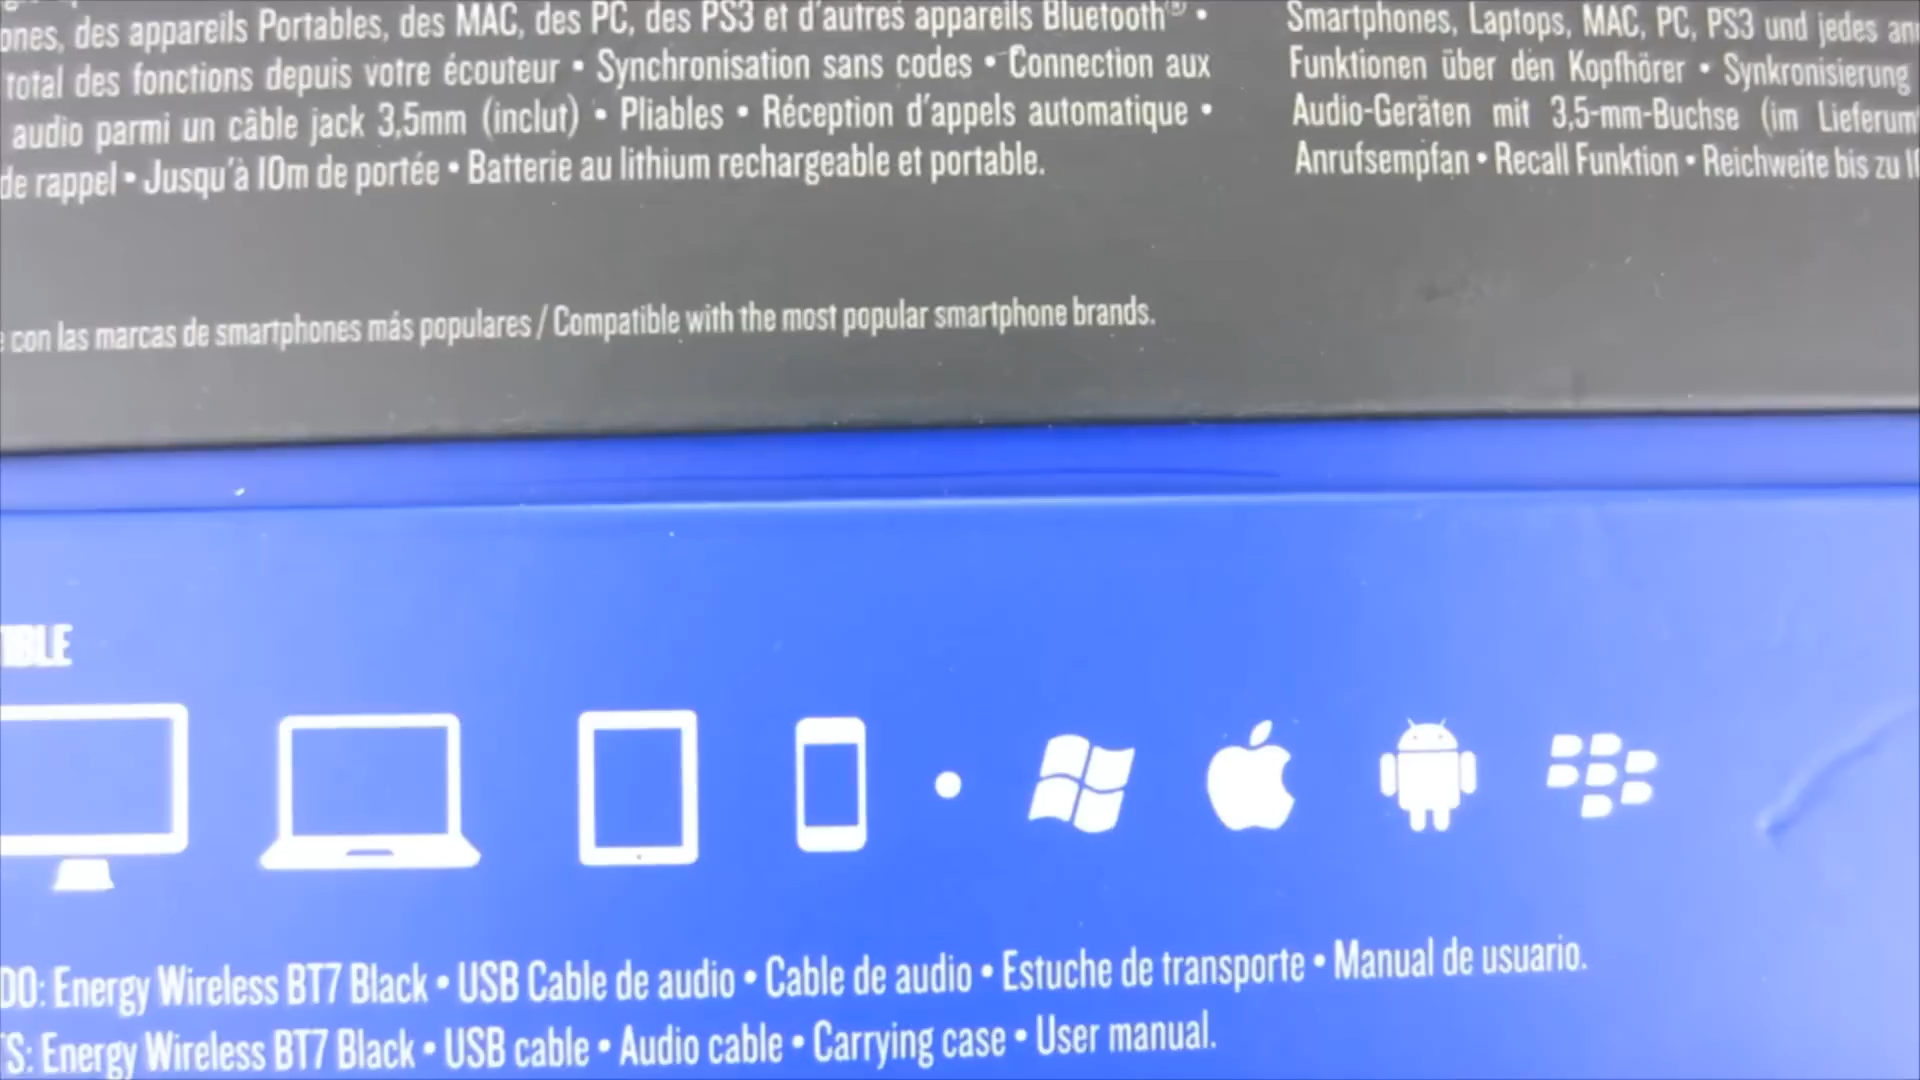 ones, des appareils Portables, des MAC, des PC, des PS3 et d'autres appareils Bluetooth® •
total des fonctions depuis votre écouteur • Synchronisation sans codes • Connection aux
audio parmi un câble jack 3,5mm (inclut) • Pliables • Réception d'appels automatique •
de rappel • Jusqu'à 10m de portée • Batterie au lithium rechargeable et portable.
Smartphones, Laptops, MAC, PC, PS3 und jedes an
Funktionen über den Kopfhörer • Synkronisierung
Audio-Geräten mit 3,5-mm-Buchse (im Lieferum
Anrufsempfan • Recall Funktion • Reichweite bis zu 1
e con las marcas de smartphones más populares / Compatible with the most popular smartphone brands.
IBLE
DO: Energy Wireless BT7 Black • USB Cable de audio • Cable de audio • Estuche de transporte • Manual de usuario.
TS: Energy Wireless BT7 Black • USB cable • Audio cable • Carrying case • User manual.